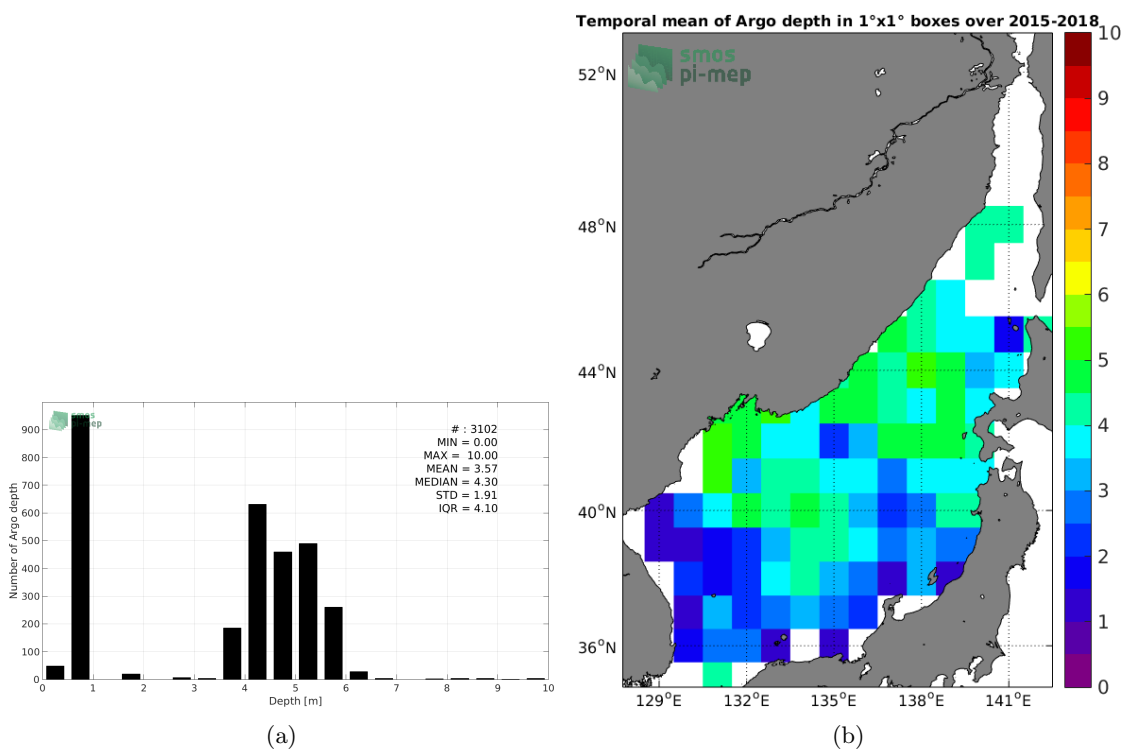 Temporal mean of Argo depth in 1°x1° boxes over 2015-2018
smos
pi-mep
52°N
48°N
44°N
40°N
36°N
129°E
132°E
135°E
138°E
141°E
10
9
8
7
6
5
4
3
2
1
0
smos
pi-mep
# : 3102
MIN = 0.00
MAX = 10.00
MEAN = 3.57
MEDIAN = 4.30
STD = 1.91
IQR = 4.10
Number of Argo depth
900
800
700
600
500
400
300
200
100
0
0 1 2 3 4 5 6 7 8 9 10
Depth [m]
(a)
(b)